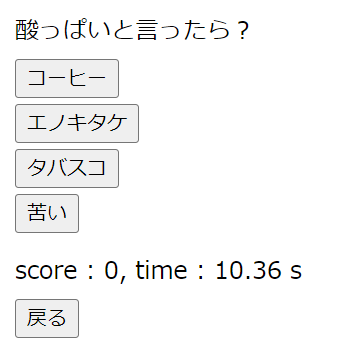 酸っぱいと言ったら？
コーヒー
エノキタケ
タバスコ
苦い
score : 0, time : 10.36 s
戻る